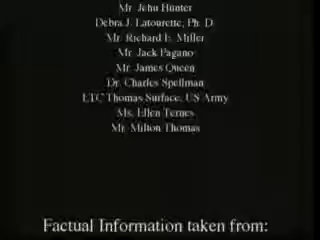 Mr. John Hunter
Debra J. Latourette, Ph. D.
Mr. Richard E. Miller
Mr. Jack Pagano
Mr. James Queen
Dr. Charles Spellman
LTC Thomas Surface, US Army
Ms. Ellen Ternes
Mr. Milton Thomas
Factual Information taken from: